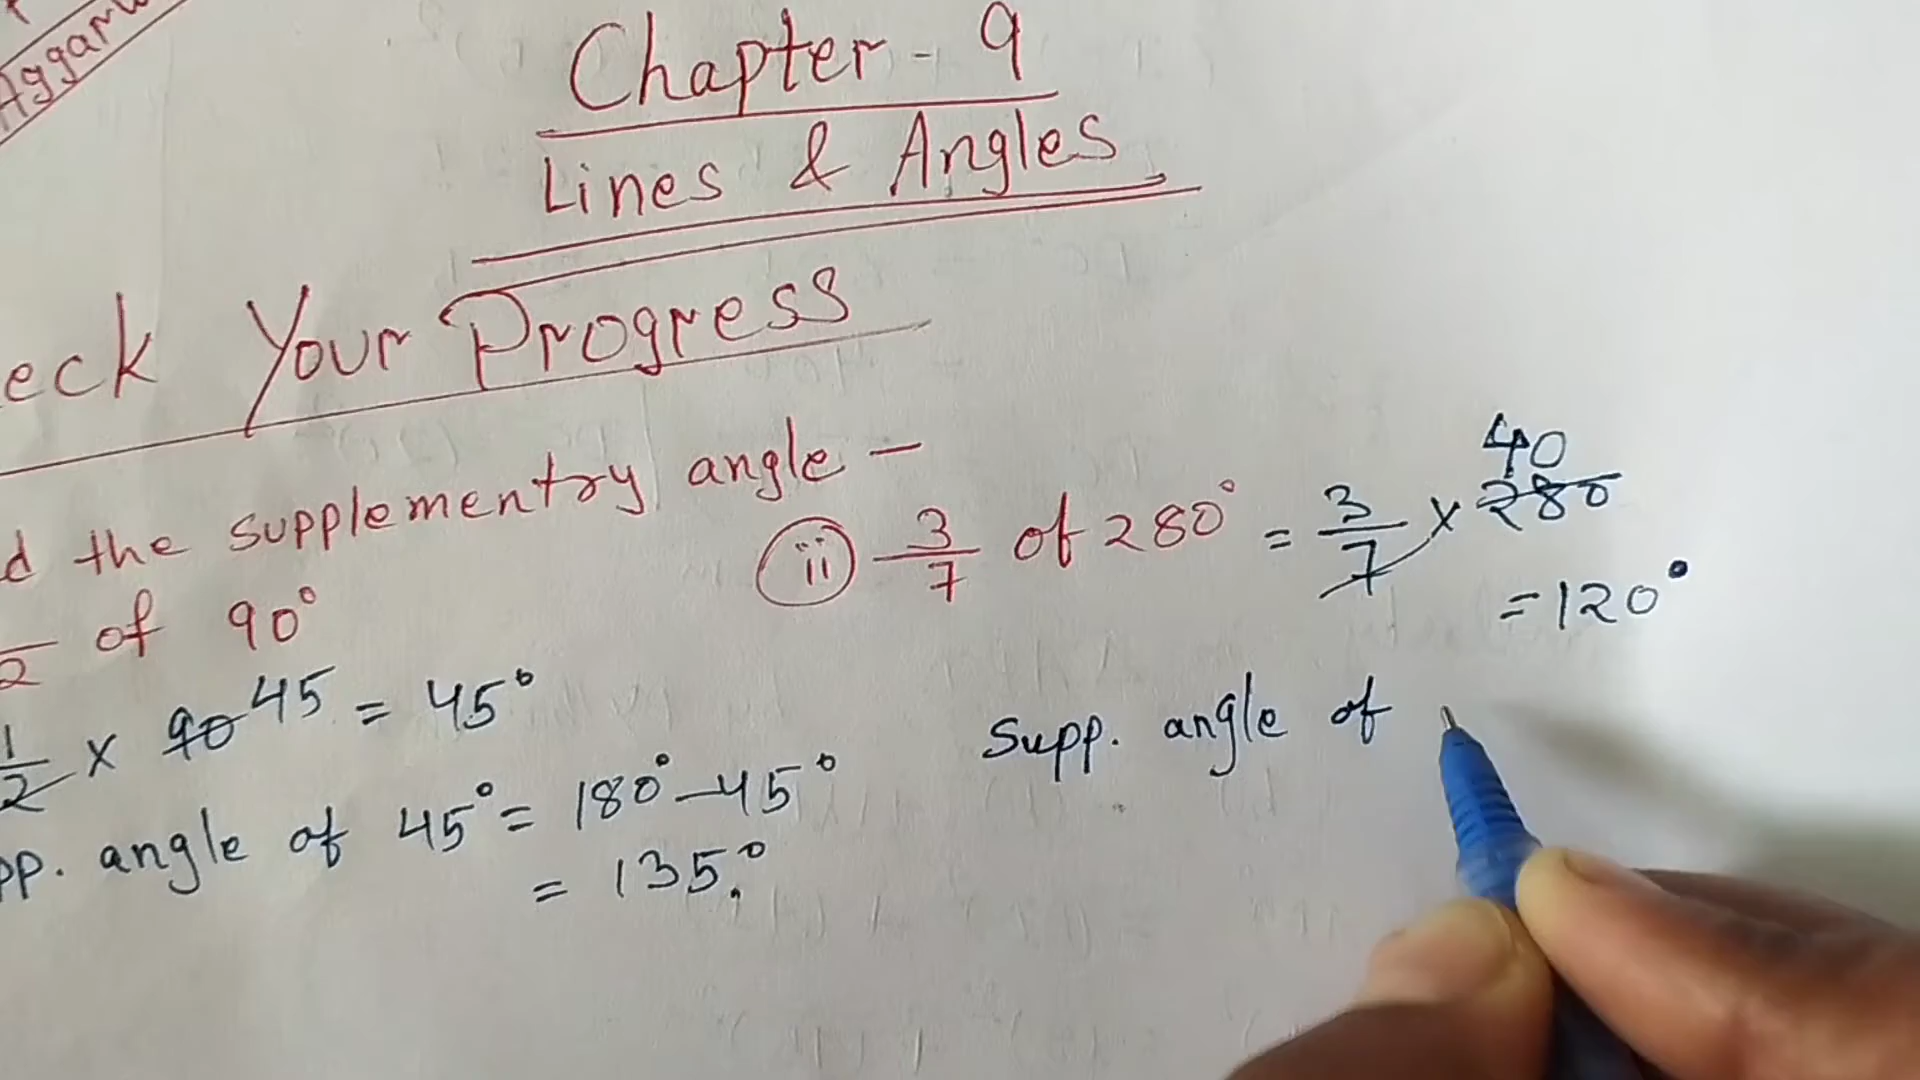 Chapter - 9
Lines & Angles
eck Your Progress
d the supplementry angle -
2 of 90°
1/2 x 90 45 = 45°
pp. angle of 45° = 180° - 45°
= 135.°
(ii) 3/7 of 280° = 3/7 x 280 40
= 120°
Supp. angle of